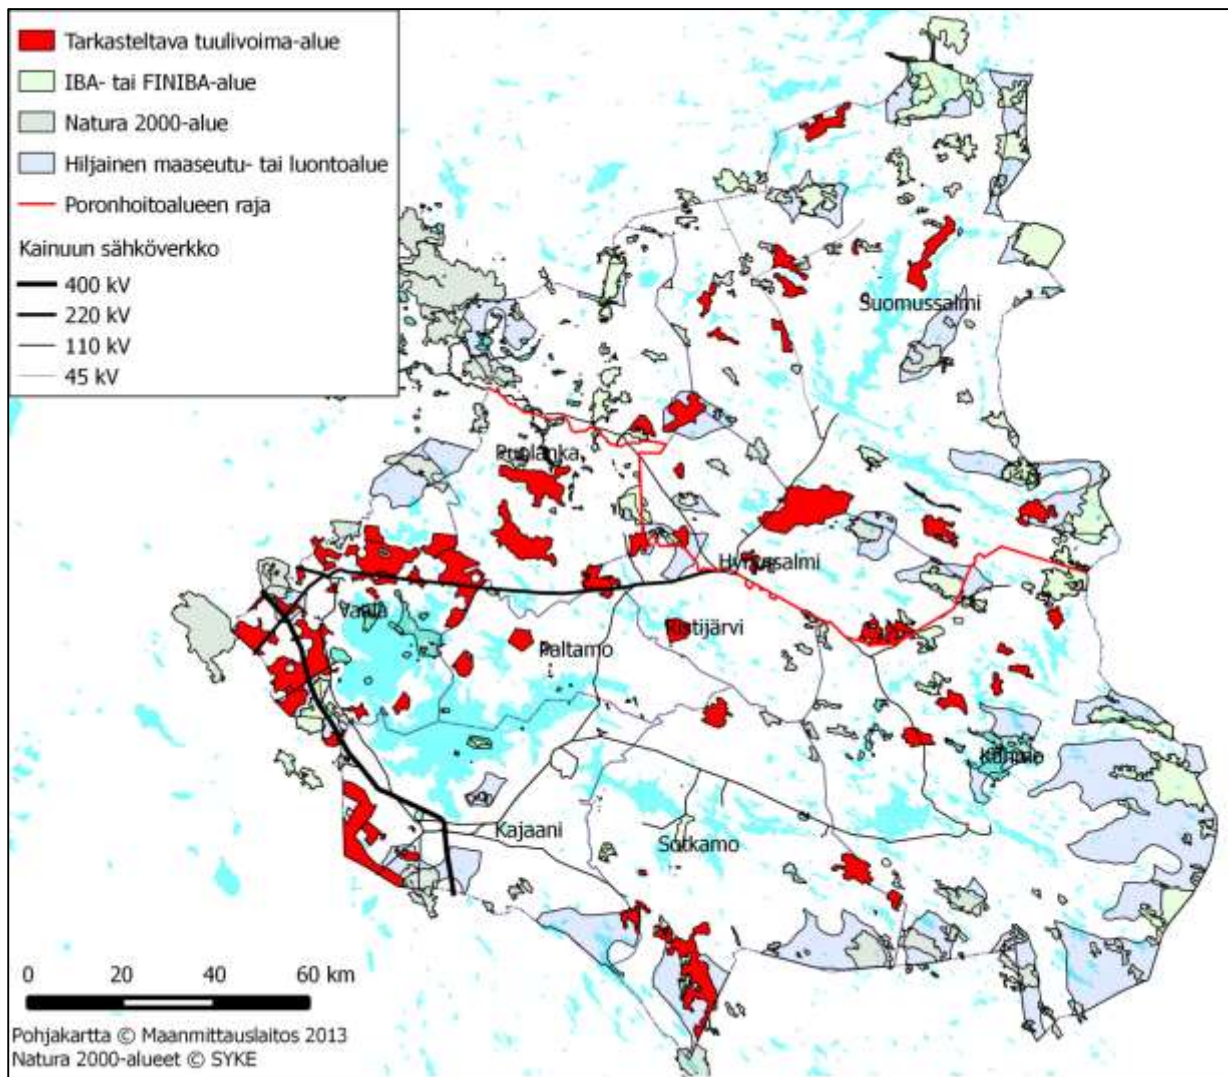 Tarkasteltava tuulivoima-alue
IBA- tai FINIBA-alue
Natura 2000-alue
Hiljainen maaseutu- tai luontoalue
Poronhoitoalueen raja
Kainuun sähköverkko
400 kV
220 kV
110 kV
45 kV
Suomussalmi
Puolanka
Hyrynsalmi
Vaala
Ristijärvi
Paltamo
Kuhmo
Kajaani
Sotkamo
0 20 40 60 km
Pohjakartta © Maanmittauslaitos 2013
Natura 2000-alueet © SYKE